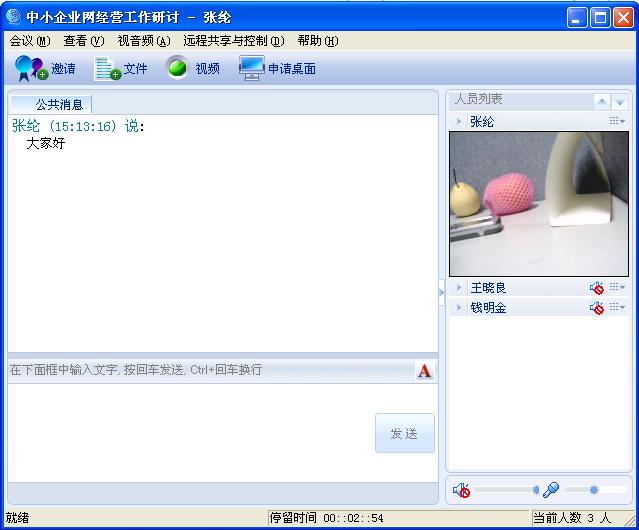 中小企业网经营工作研讨 - 张纶
会议(M) 查看(V) 视音频(A) 远程共享与控制(D) 帮助(H)
邀请 文件 视频 申请桌面
公共消息
张纶 (15:13:16) 说:
大家好
在下面框中输入文字, 按回车发送, Ctrl+回车换行
A
发送
人员列表
张纶
王晓良
钱明金
就绪
停留时间 00::02::54
当前人数 3 人